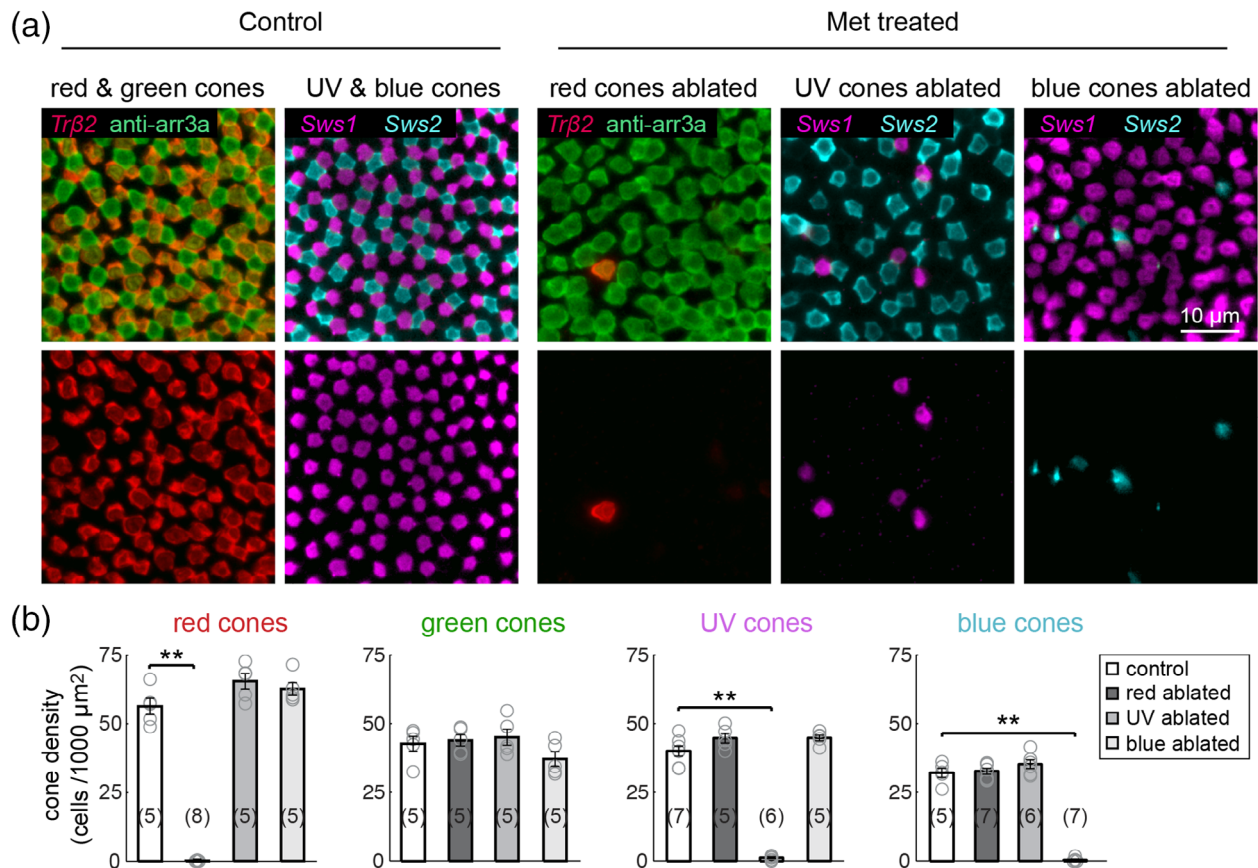 (a)
Control
Met treated
red & green cones
UV & blue cones
red cones ablated
UV cones ablated
blue cones ablated
Trβ2 anti-arr3a
Sws1 Sws2
Trβ2 anti-arr3a
Sws1 Sws2
Sws1 Sws2
10 μm
(b)
red cones
green cones
UV cones
blue cones
cone density
(cells /1000 μm²)
75
50
25
0
**
(5) (8) (5) (5)
75
50
25
0
(5) (5) (5) (5)
75
50
25
0
**
(7) (5) (6) (5)
75
50
25
0
**
(5) (7) (6) (7)
control
red ablated
UV ablated
blue ablated